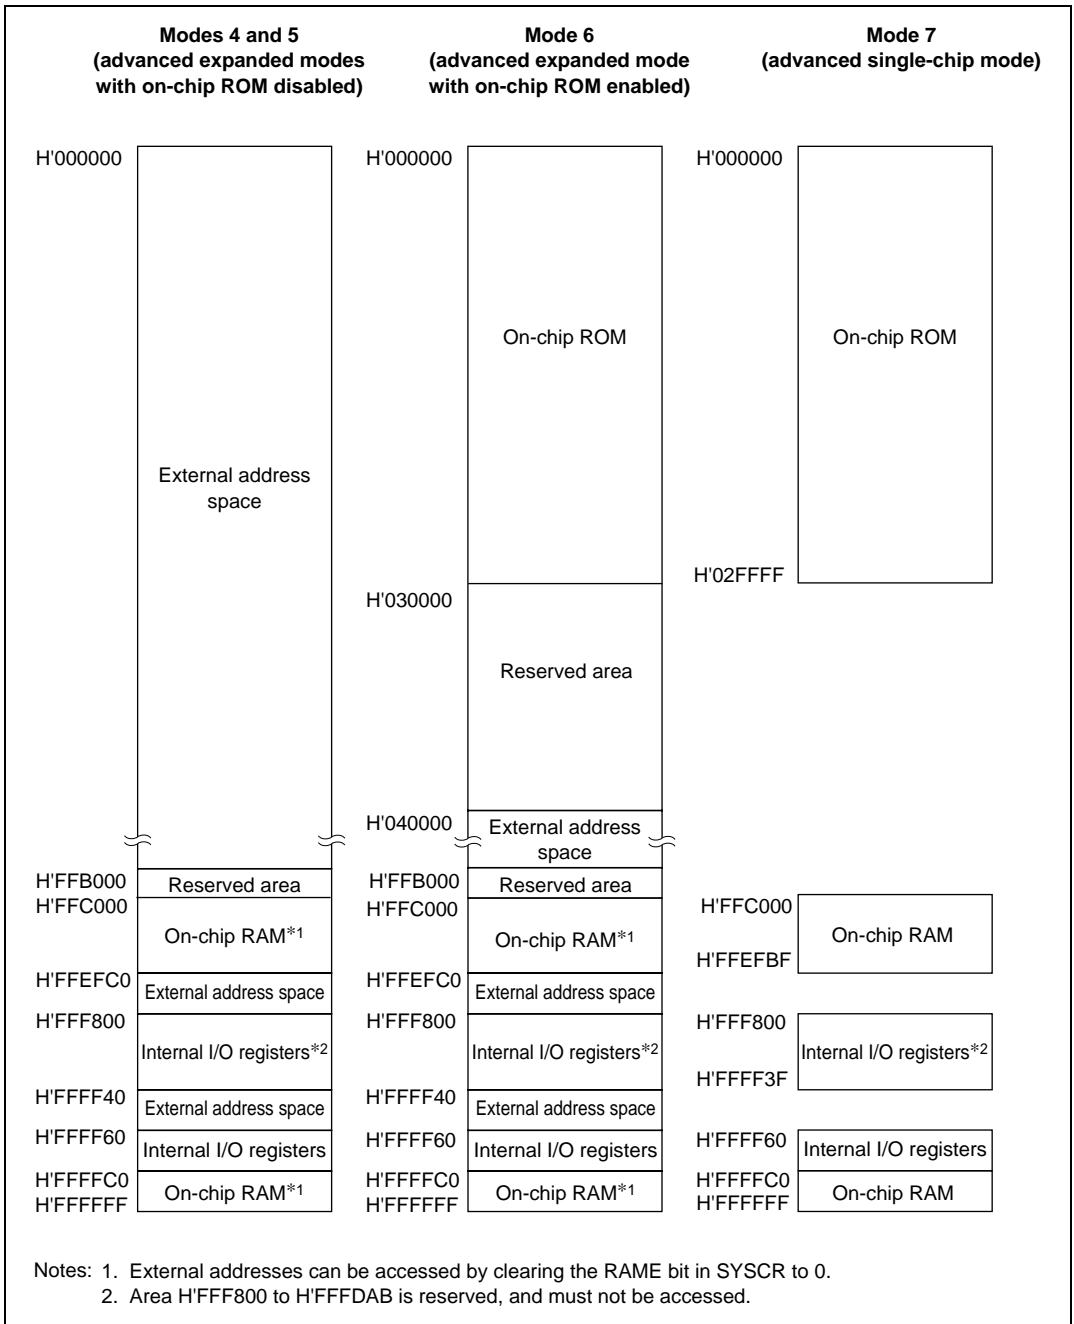 Modes 4 and 5
(advanced expanded modes
with on-chip ROM disabled)
Mode 6
(advanced expanded mode
with on-chip ROM enabled)
Mode 7
(advanced single-chip mode)
H'000000
External address
space
H'FFB000
Reserved area
H'FFC000
On-chip RAM*1
H'FFEFC0
External address space
H'FFF800
Internal I/O registers*2
H'FFFF40
External address space
H'FFFF60
Internal I/O registers
H'FFFFC0
On-chip RAM*1
H'FFFFFF
H'000000
On-chip ROM
H'030000
Reserved area
H'040000
External address
space
H'FFB000
Reserved area
H'FFC000
On-chip RAM*1
H'FFEFC0
External address space
H'FFF800
Internal I/O registers*2
H'FFFF40
External address space
H'FFFF60
Internal I/O registers
H'FFFFC0
On-chip RAM*1
H'FFFFFF
H'000000
On-chip ROM
H'02FFFF
H'FFC000
On-chip RAM
H'FFEFBF
H'FFF800
Internal I/O registers*2
H'FFFF3F
H'FFFF60
Internal I/O registers
H'FFFFC0
On-chip RAM
H'FFFFFF
Notes: 1. External addresses can be accessed by clearing the RAME bit in SYSCR to 0.
2. Area H'FFF800 to H'FFFDAB is reserved, and must not be accessed.